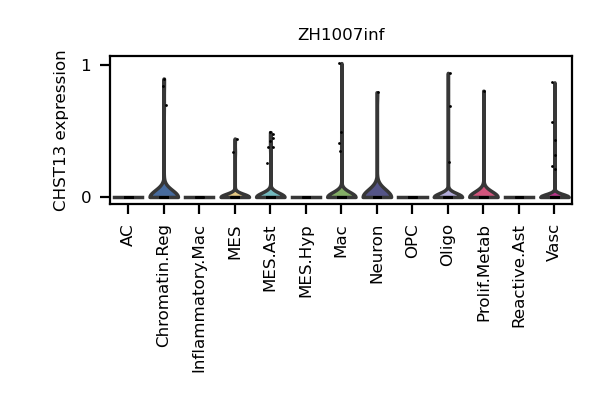 ZH1007inf
CHST13 expression
1
0
AC
Chromatin.Reg
Inflammatory.Mac
MES
MES.Ast
MES.Hyp
Mac
Neuron
OPC
Oligo
Prolif.Metab
Reactive.Ast
Vasc